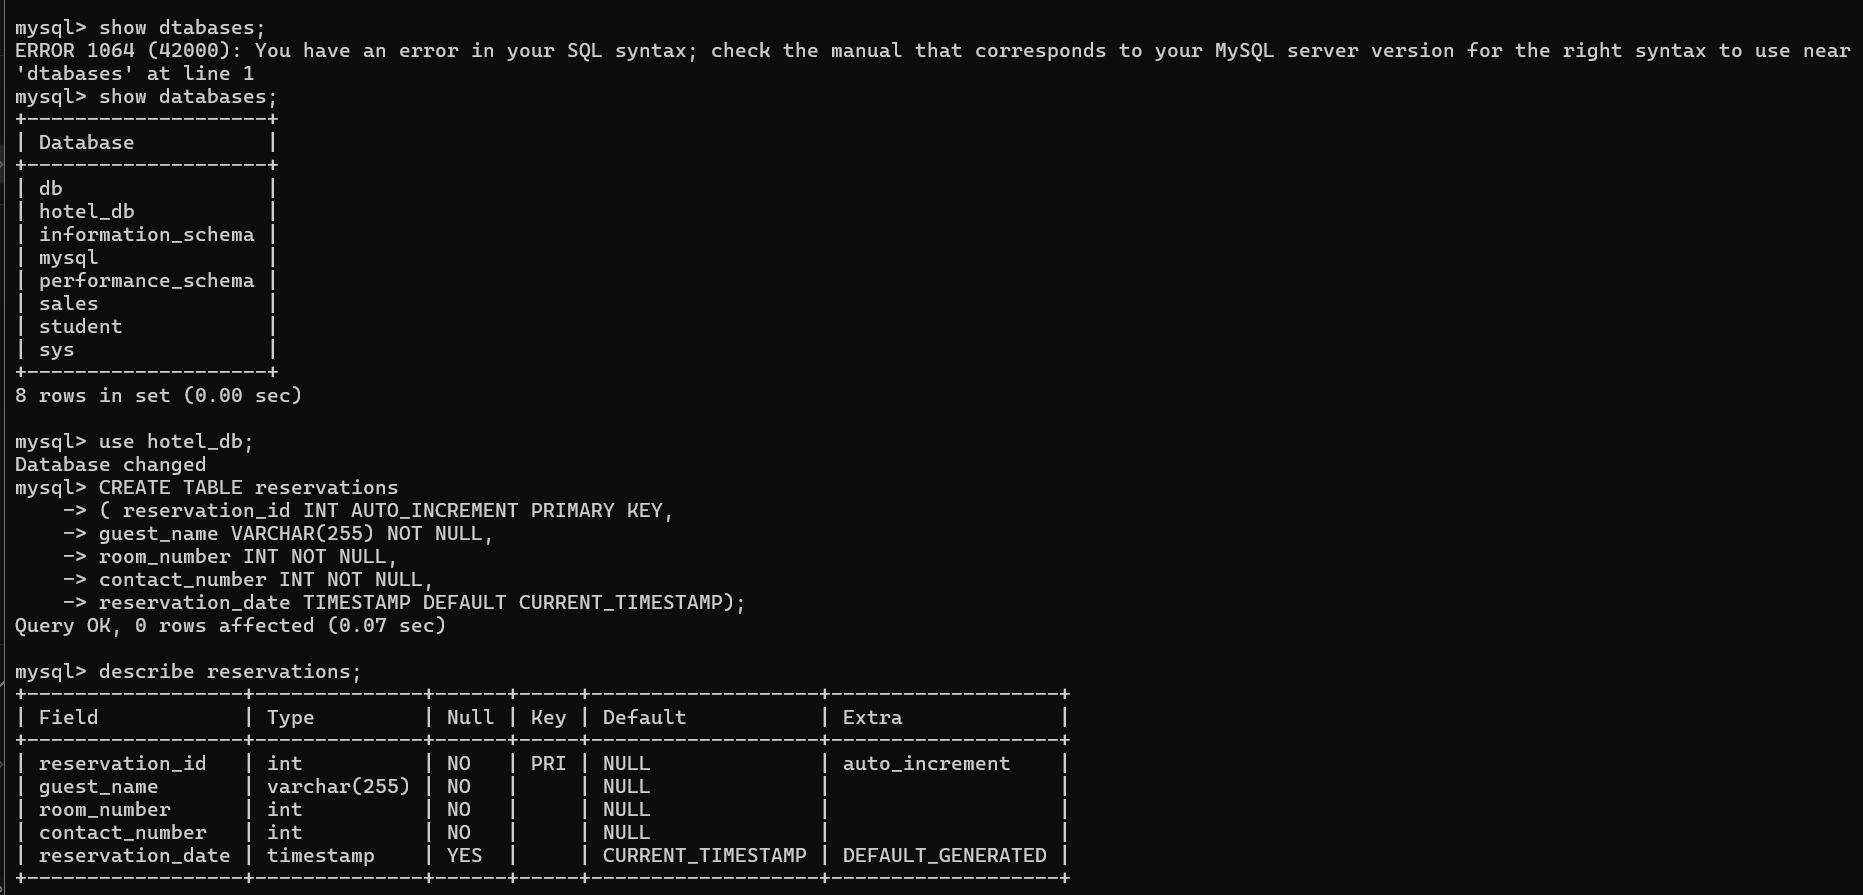 mysql> show dtabases;
ERROR 1064 (42000): You have an error in your SQL syntax; check the manual that corresponds to your MySQL server version for the right syntax to use near
'dtabases' at line 1
mysql> show databases;
+--------------------+
| Database           |
+--------------------+
| db                 |
| hotel_db           |
| information_schema |
| mysql              |
| performance_schema |
| sales              |
| student            |
| sys                |
+--------------------+
8 rows in set (0.00 sec)

mysql> use hotel_db;
Database changed
mysql> CREATE TABLE reservations
    -> ( reservation_id INT AUTO_INCREMENT PRIMARY KEY,
    -> guest_name VARCHAR(255) NOT NULL,
    -> room_number INT NOT NULL,
    -> contact_number INT NOT NULL,
    -> reservation_date TIMESTAMP DEFAULT CURRENT_TIMESTAMP);
Query OK, 0 rows affected (0.07 sec)

mysql> describe reservations;
+------------------+--------------+------+-----+-------------------+-------------------+
| Field            | Type         | Null | Key | Default           | Extra             |
+------------------+--------------+------+-----+-------------------+-------------------+
| reservation_id   | int          | NO   | PRI | NULL              | auto_increment    |
| guest_name       | varchar(255) | NO   |     | NULL              |                   |
| room_number      | int          | NO   |     | NULL              |                   |
| contact_number   | int          | NO   |     | NULL              |                   |
| reservation_date | timestamp    | YES  |     | CURRENT_TIMESTAMP | DEFAULT_GENERATED |
+------------------+--------------+------+-----+-------------------+-------------------+